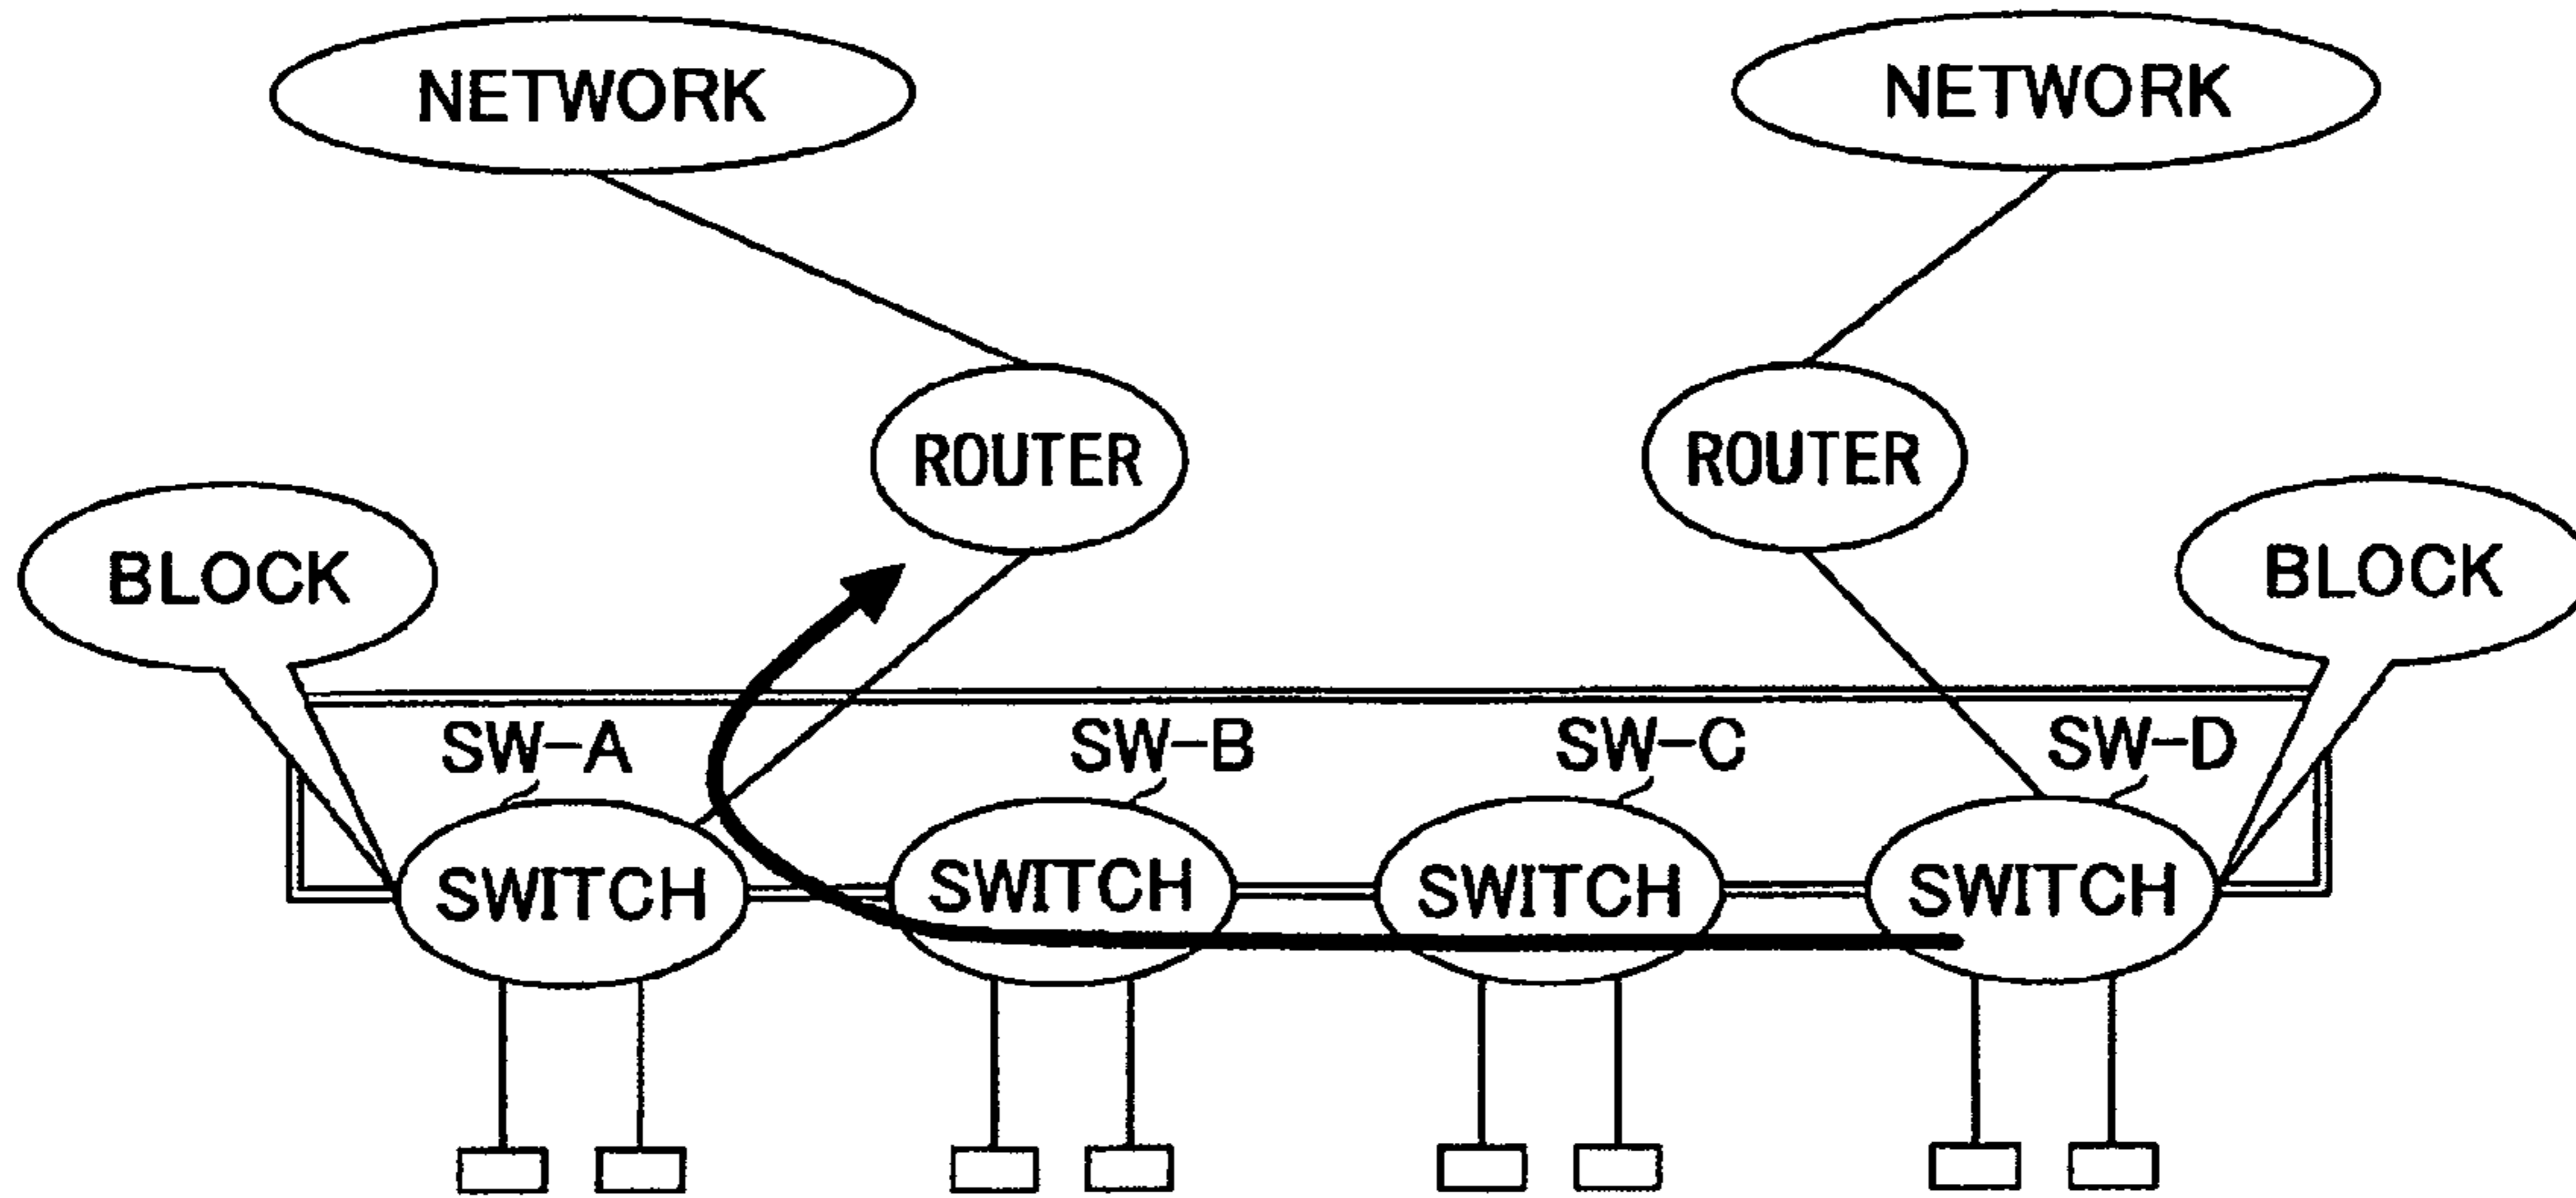 NETWORK
NETWORK
ROUTER
ROUTER
BLOCK
BLOCK
SW-A
SW-B
SW-C
SW-D
SWITCH
SWITCH
SWITCH
SWITCH